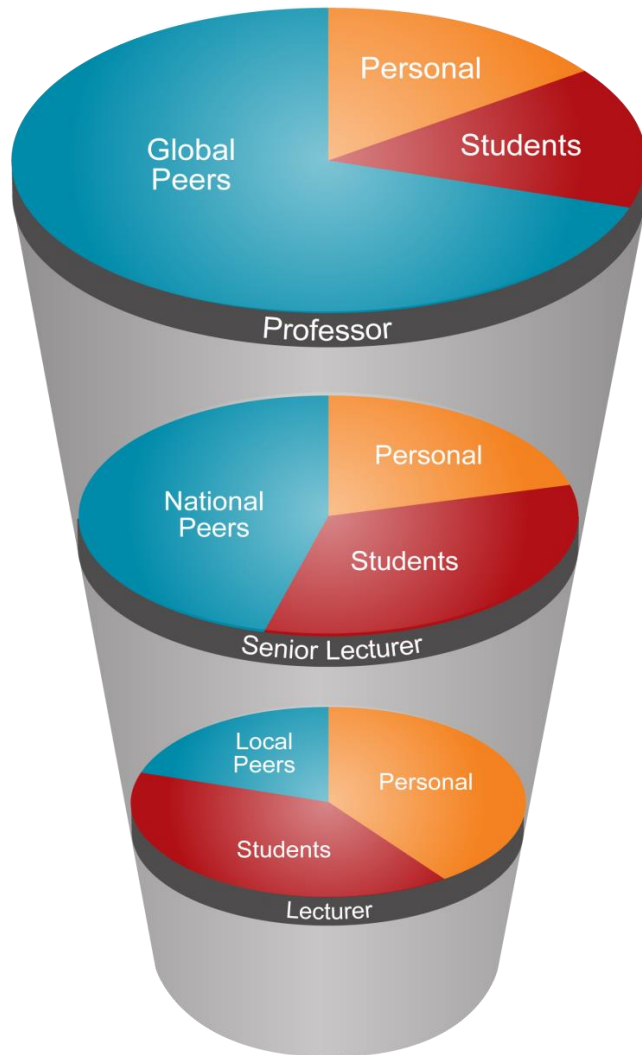 Personal
Students
Global
Peers
Professor
Personal
National
Peers
Students
Senior Lecturer
Local
Peers
Personal
Students
Lecturer